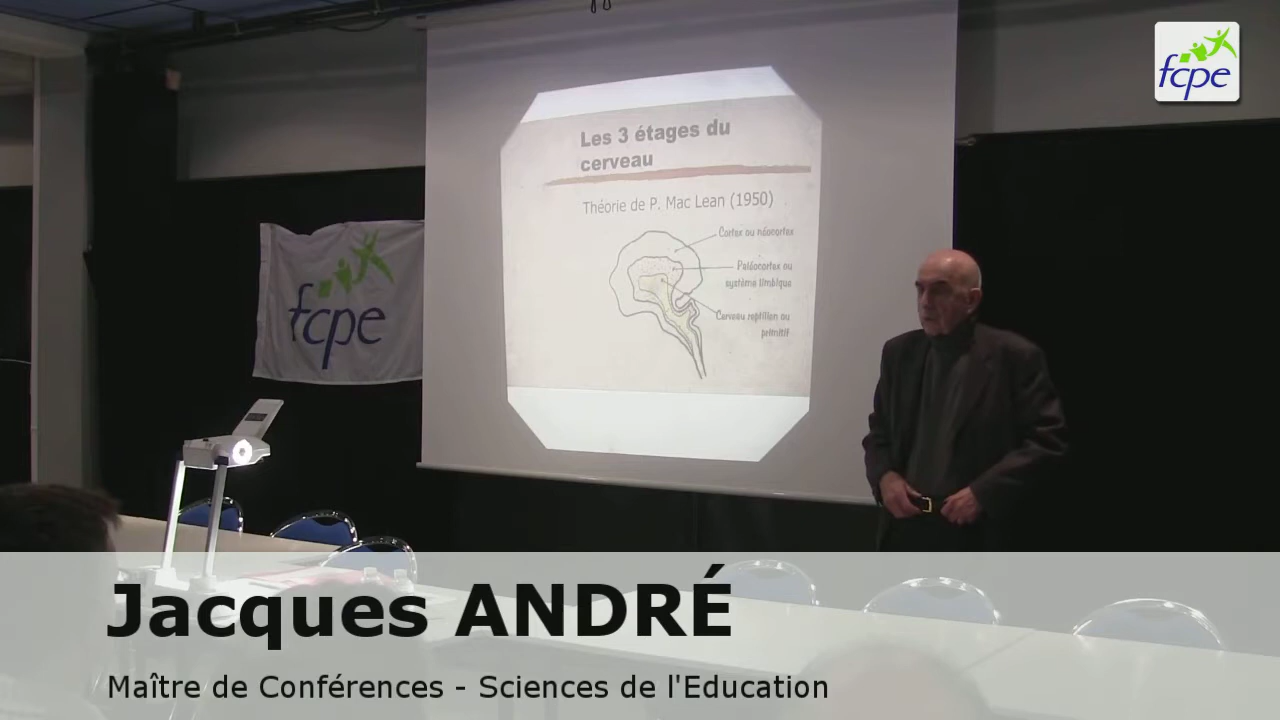 fcpe
Les 3 étages du
cerveau
Théorie de P. Mac Lean (1950)
Cortex ou néocortex
Paléocortex ou
système limbique
Cerveau reptilien ou
primitif
fcpe
Jacques ANDRÉ
Maître de Conférences - Sciences de l'Education